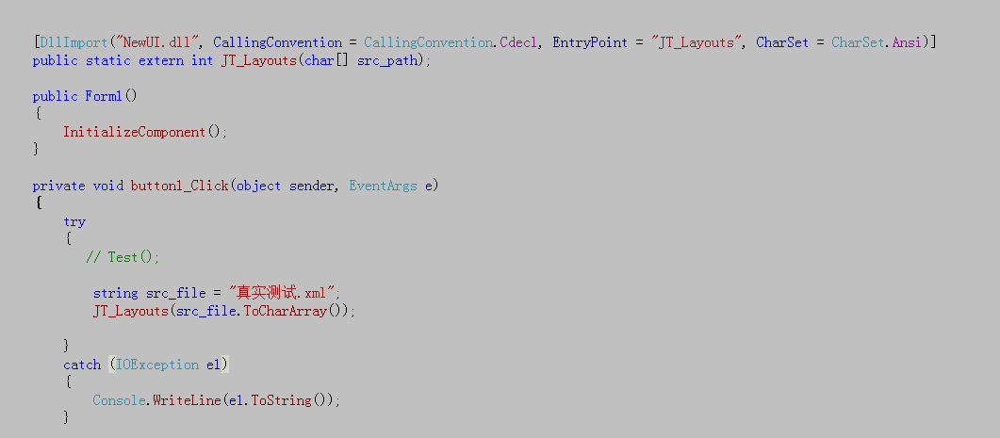 [DllImport("NewUI.dll", CallingConvention = CallingConvention.Cdecl, EntryPoint = "JT_Layouts", CharSet = CharSet.Ansi)]
public static extern int JT_Layouts(char[] src_path);
public Form1()
{
InitializeComponent();
}
private void button1_Click(object sender, EventArgs e)
{
try
{
// Test();
string src_file = "真实测试.xml";
JT_Layouts(src_file.ToCharArray());
}
catch (IOException e1)
{
Console.WriteLine(e1.ToString());
}